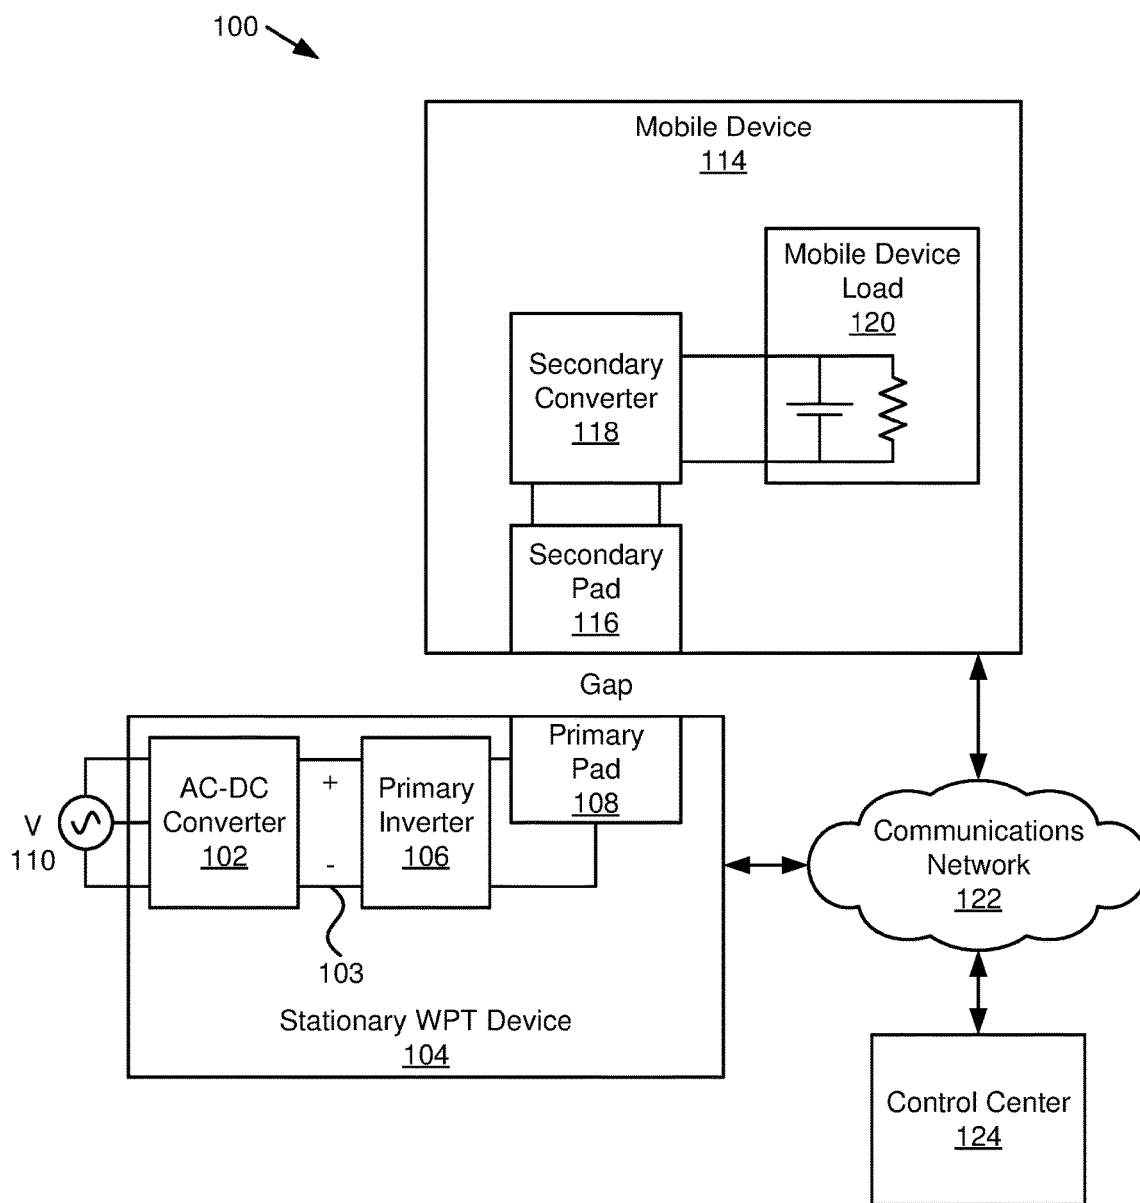 100
Mobile Device
114
Mobile Device
Load
120
Secondary
Converter
118
Secondary
Pad
116
Gap
Primary
Pad
108
AC-DC
Converter
102
+
-
Primary
Inverter
106
V
110
103
Stationary WPT Device
104
Communications
Network
122
Control Center
124